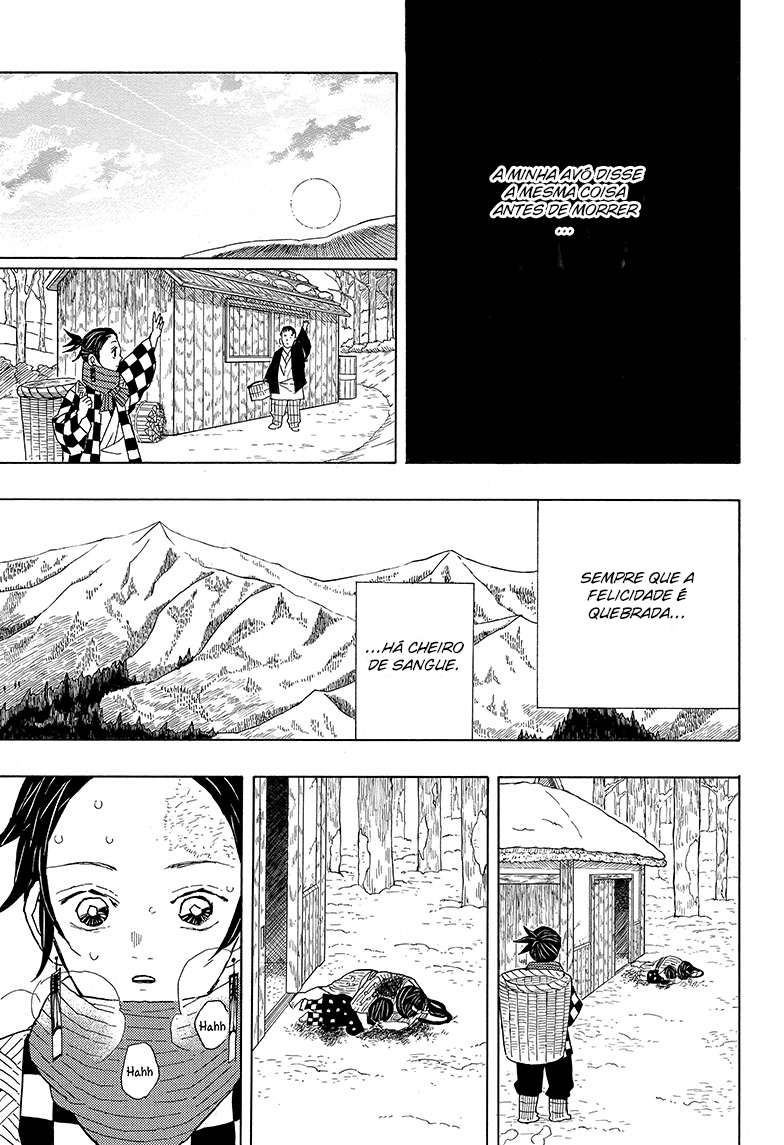 A MINHA AVÓ DISSE
A MESMA COISA
ANTES DE MORRER
...
SEMPRE QUE A
FELICIDADE É
QUEBRADA...
...HÁ CHEIRO
DE SANGUE.
Hahh
Hahh